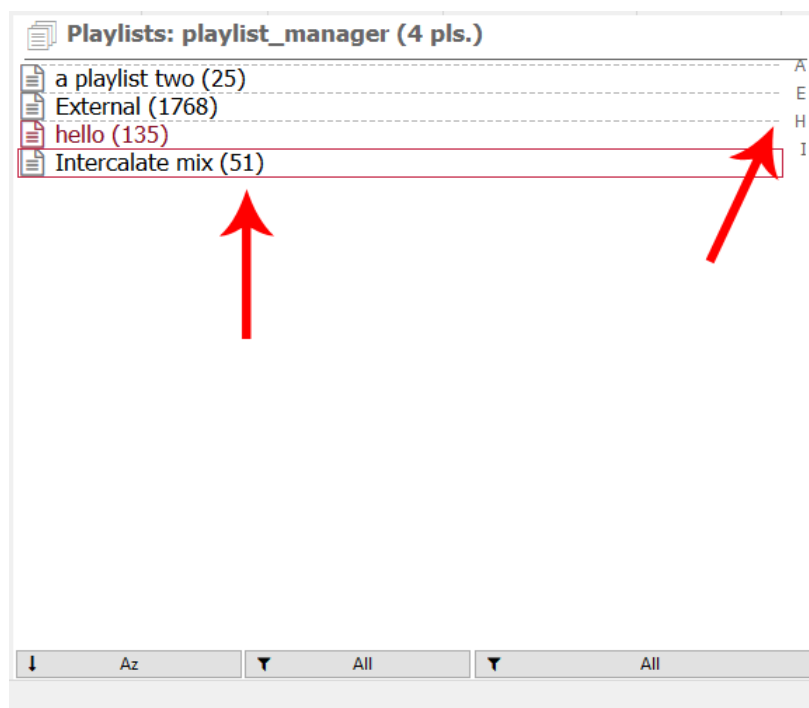 Playlists: playlist_manager (4 pls.)
A
a playlist two (25)
E
External (1768)
H
hello (135)
I
Intercalate mix (51)
Az
All
All